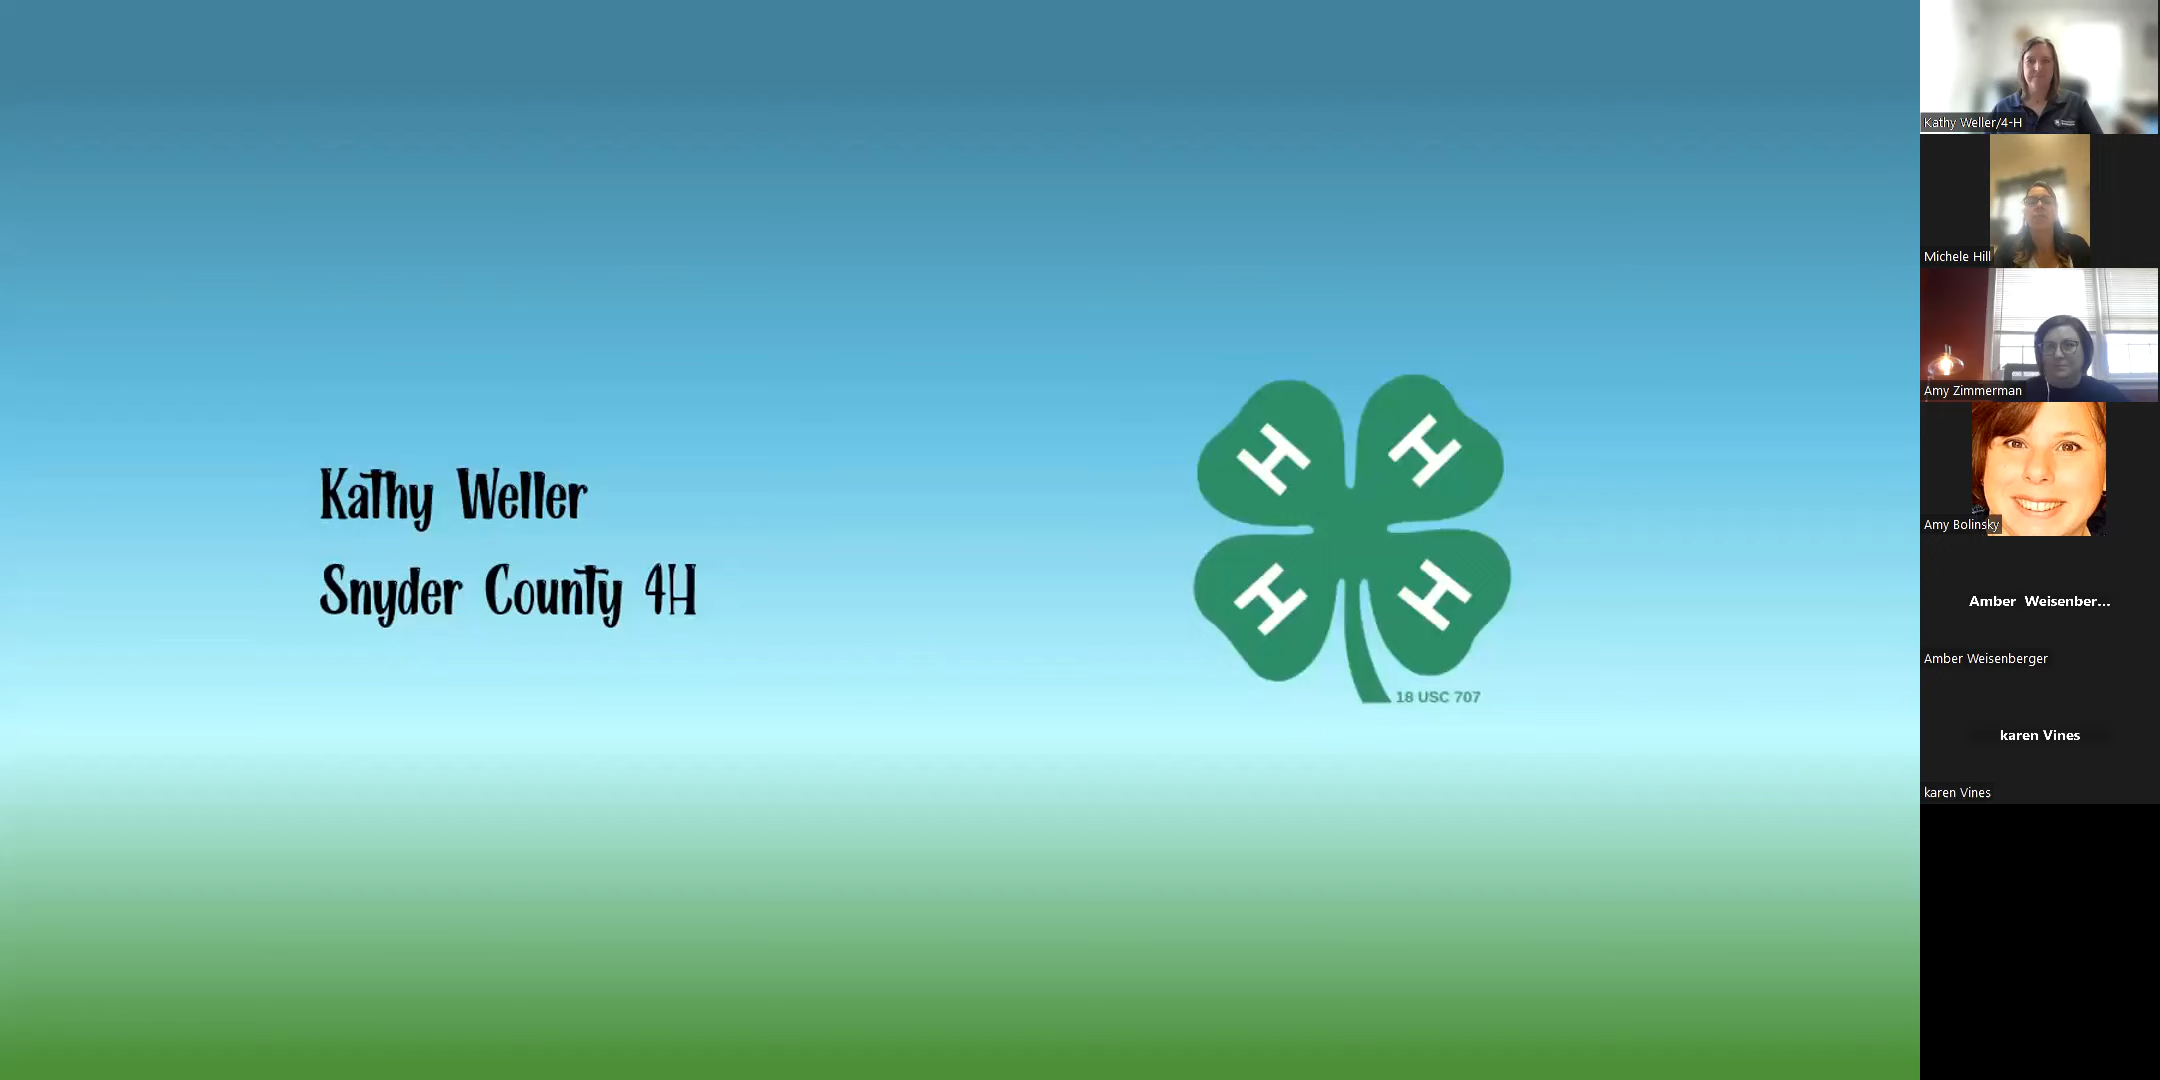 Kathy Weller
Snyder County 4H
H H
H H
18 USC 707
Kathy Weller/4-H
Michele Hill
Amy Zimmerman
Amy Bolinsky
Amber Weisenber...
Amber Weisenberger
karen Vines
karen Vines